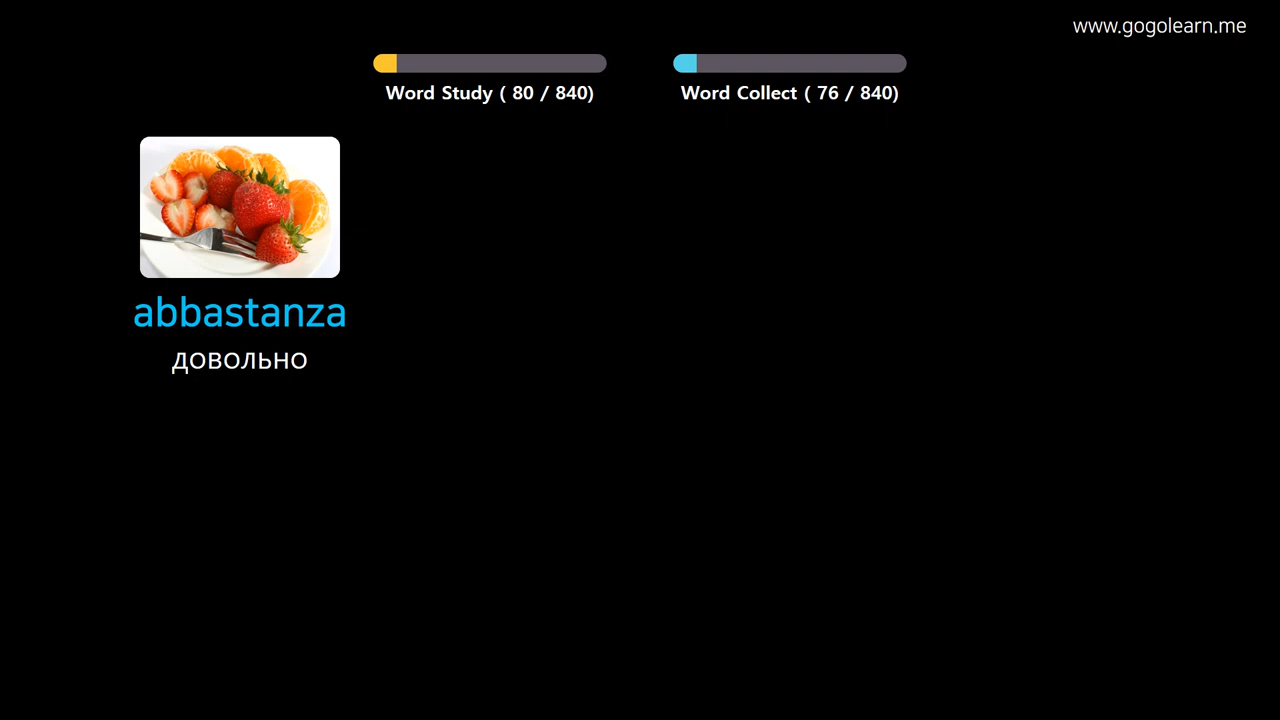 www.gogolearn.me
Word Study ( 80 / 840)
Word Collect ( 76 / 840)
abbastanza
довольно